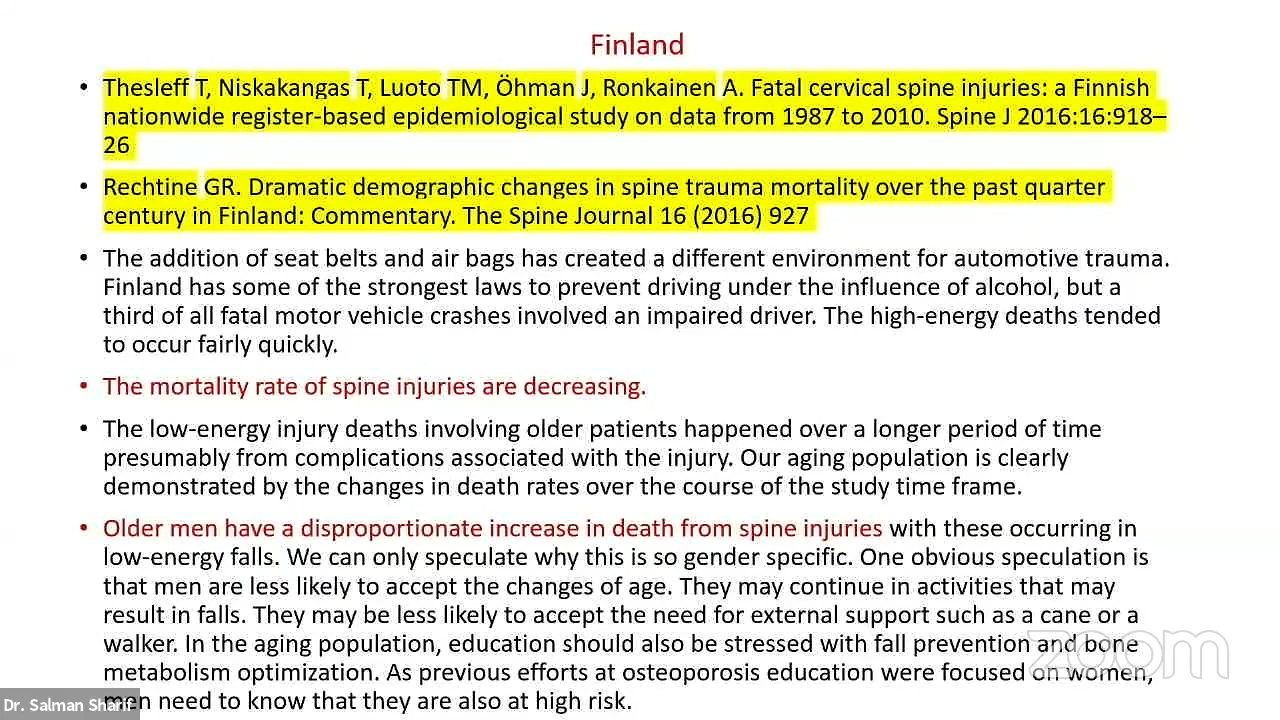 Finland
• Thesleff T, Niskakangas T, Luoto TM, Öhman J, Ronkainen A. Fatal cervical spine injuries: a Finnish
nationwide register-based epidemiological study on data from 1987 to 2010. Spine J 2016:16:918–
26
• Rechtine GR. Dramatic demographic changes in spine trauma mortality over the past quarter
century in Finland: Commentary. The Spine Journal 16 (2016) 927
• The addition of seat belts and air bags has created a different environment for automotive trauma.
Finland has some of the strongest laws to prevent driving under the influence of alcohol, but a
third of all fatal motor vehicle crashes involved an impaired driver. The high-energy deaths tended
to occur fairly quickly.
• The mortality rate of spine injuries are decreasing.
• The low-energy injury deaths involving older patients happened over a longer period of time
presumably from complications associated with the injury. Our aging population is clearly
demonstrated by the changes in death rates over the course of the study time frame.
• Older men have a disproportionate increase in death from spine injuries with these occurring in
low-energy falls. We can only speculate why this is so gender specific. One obvious speculation is
that men are less likely to accept the changes of age. They may continue in activities that may
result in falls. They may be less likely to accept the need for external support such as a cane or a
walker. In the aging population, education should also be stressed with fall prevention and bone
metabolism optimization. As previous efforts at osteoporosis education were focused on women,
men need to know that they are also at high risk.
zoom
Dr. Salman Sharif